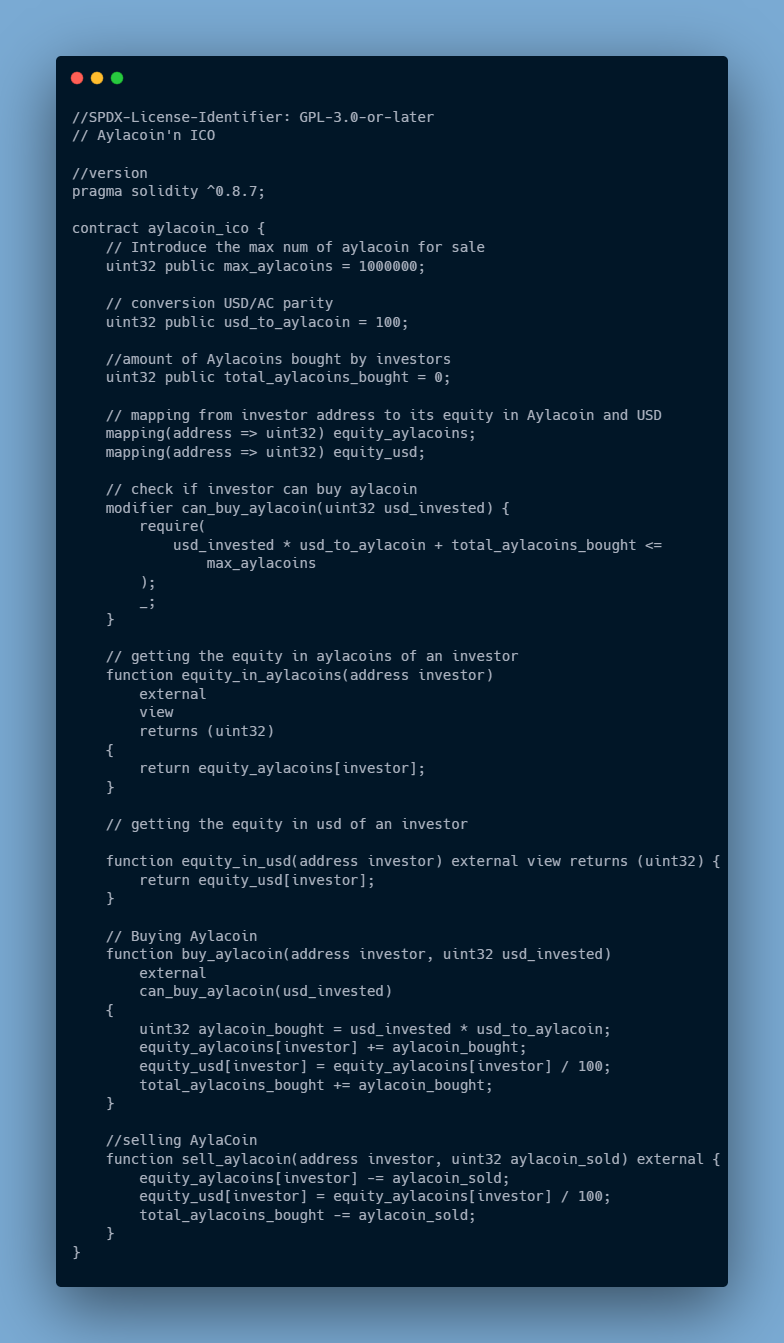 //SPDX-License-Identifier: GPL-3.0-or-later
// Aylacoin'n ICO

//version
pragma solidity ^0.8.7;

contract aylacoin_ico {
    // Introduce the max num of aylacoin for sale
    uint32 public max_aylacoins = 1000000;

    // conversion USD/AC parity
    uint32 public usd_to_aylacoin = 100;

    //amount of Aylacoins bought by investors
    uint32 public total_aylacoins_bought = 0;

    // mapping from investor address to its equity in Aylacoin and USD
    mapping(address => uint32) equity_aylacoins;
    mapping(address => uint32) equity_usd;

    // check if investor can buy aylacoin
    modifier can_buy_aylacoin(uint32 usd_invested) {
        require(
            usd_invested * usd_to_aylacoin + total_aylacoins_bought <=
                max_aylacoins
        );
        _;
    }

    // getting the equity in aylacoins of an investor
    function equity_in_aylacoins(address investor)
        external
        view
        returns (uint32)
    {
        return equity_aylacoins[investor];
    }

    // getting the equity in usd of an investor

    function equity_in_usd(address investor) external view returns (uint32) {
        return equity_usd[investor];
    }

    // Buying Aylacoin
    function buy_aylacoin(address investor, uint32 usd_invested)
        external
        can_buy_aylacoin(usd_invested)
    {
        uint32 aylacoin_bought = usd_invested * usd_to_aylacoin;
        equity_aylacoins[investor] += aylacoin_bought;
        equity_usd[investor] = equity_aylacoins[investor] / 100;
        total_aylacoins_bought += aylacoin_bought;
    }

    //selling AylaCoin
    function sell_aylacoin(address investor, uint32 aylacoin_sold) external {
        equity_aylacoins[investor] -= aylacoin_sold;
        equity_usd[investor] = equity_aylacoins[investor] / 100;
        total_aylacoins_bought -= aylacoin_sold;
    }
}